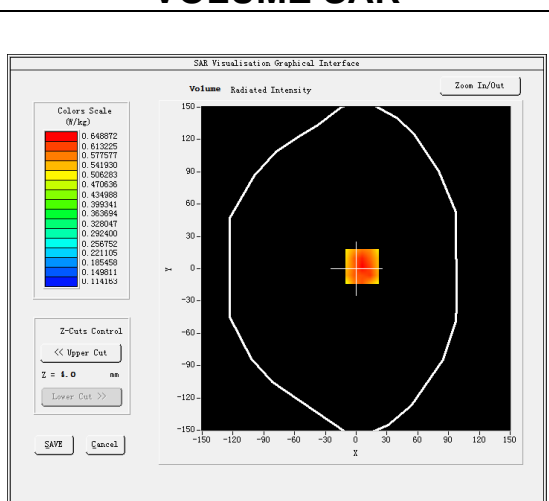 VOLUME SAR
SAR Visualisation Graphical Interface
Volume Radiated Intensity
Zoom In/Out
Colors Scale
(W/kg)
0.648872
0.613225
0.577577
0.541930
0.506283
0.470636
0.434988
0.399341
0.363694
0.328047
0.292400
0.256752
0.221105
0.185458
0.149811
0.114163
Z-Cuts Control
<< Upper Cut
Z = 4.0 mm
Lower Cut >>
SAVE Cancel
150
120
90
60
30
0
-30
-60
-90
-120
-150
Y
-150 -120 -90 -60 -30 0 30 60 90 120 150
X